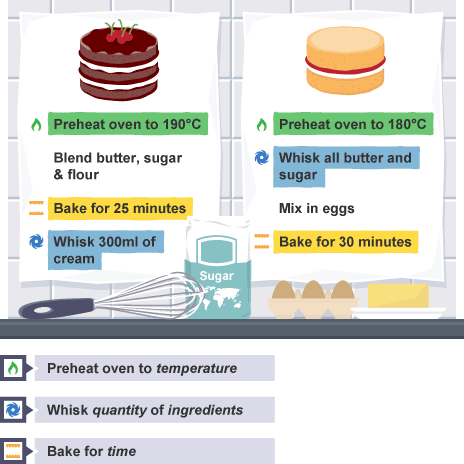 Preheat oven to 190°C
Blend butter, sugar
& flour
Bake for 25 minutes
Whisk 300ml of
cream
Preheat oven to 180°C
Whisk all butter and
sugar
Mix in eggs
Bake for 30 minutes
Sugar
Preheat oven to temperature
Whisk quantity of ingredients
Bake for time